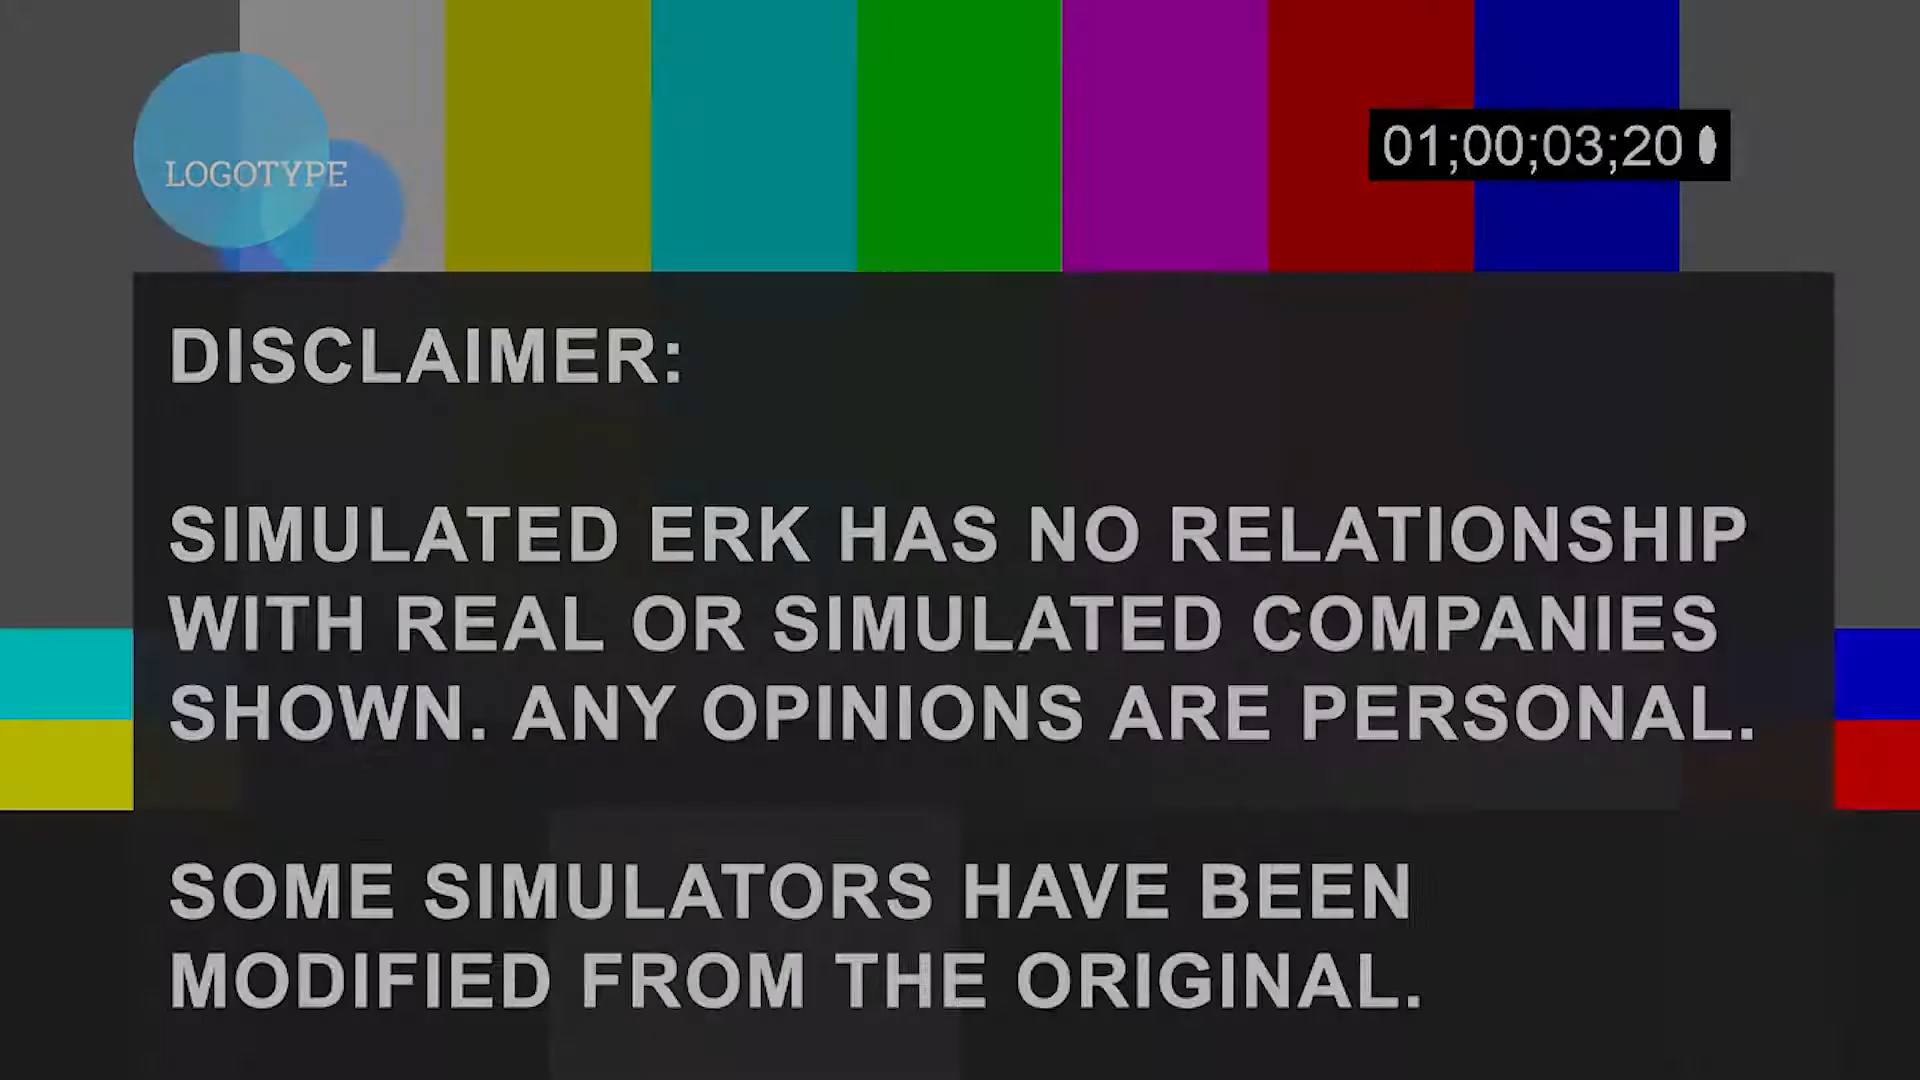 LOGOTYPE
01;00;03;20
DISCLAIMER:
SIMULATED ERK HAS NO RELATIONSHIP
WITH REAL OR SIMULATED COMPANIES
SHOWN. ANY OPINIONS ARE PERSONAL.
SOME SIMULATORS HAVE BEEN
MODIFIED FROM THE ORIGINAL.